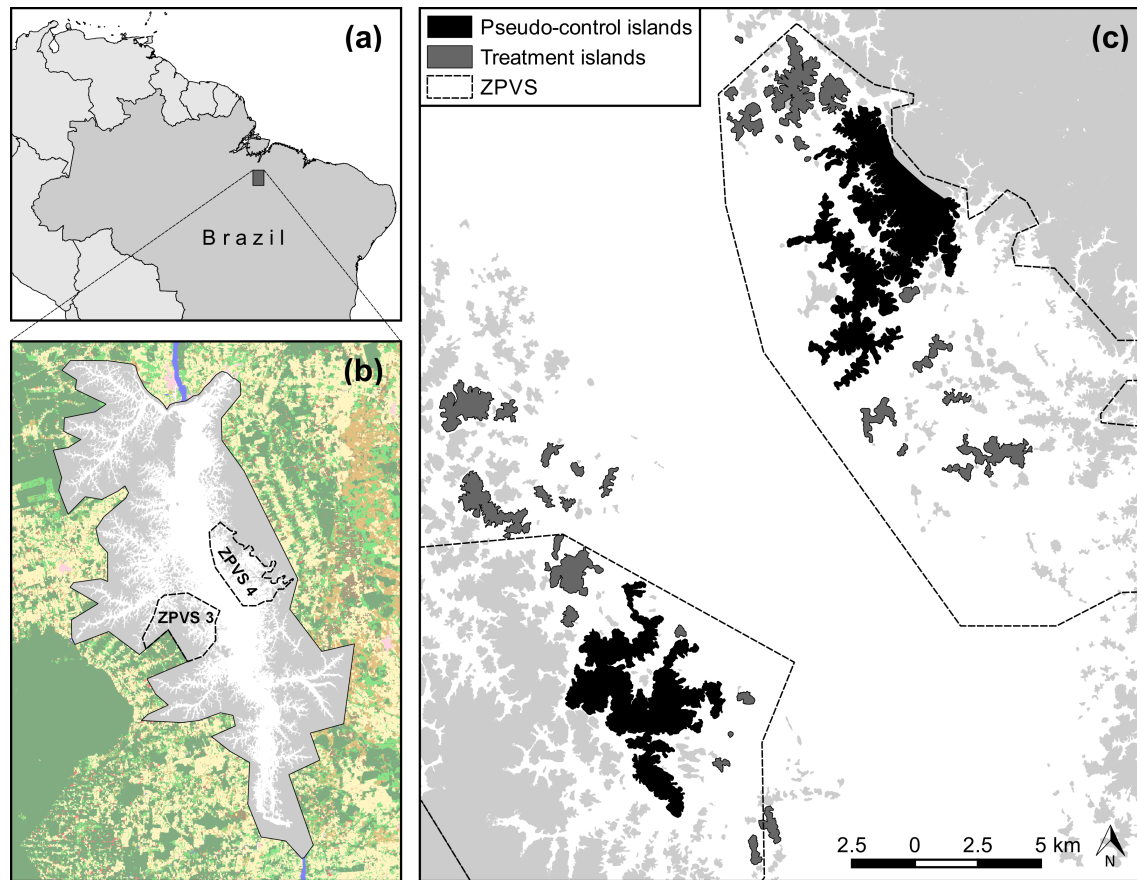 (a)
Brazil
(b)
ZPVS 4
ZPVS 3
Pseudo-control islands
Treatment islands
ZPVS
(c)
2.5 0 2.5 5 km
N